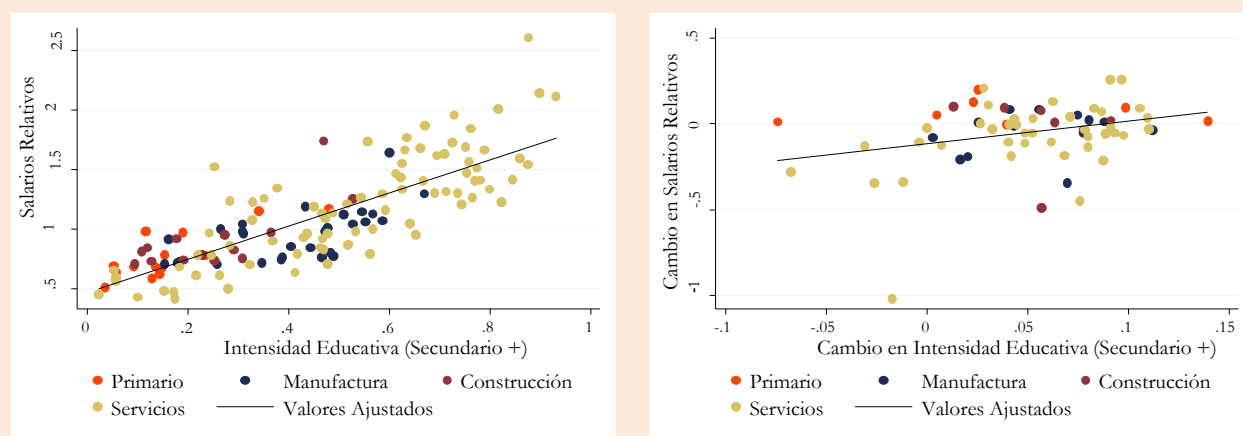 Salarios Relativos
2.5
2
1.5
1
.5
0 .2 .4 .6 .8 1
Intensidad Educativa (Secundario +)
Primario Manufactura Construcción
Servicios Valores Ajustados
Cambio en Salarios Relativos
.5
0
-.5
-1
-.1 -.05 0 .05 .1 .15
Cambio en Intensidad Educativa (Secundario +)
Primario Manufactura Construcción
Servicios Valores Ajustados